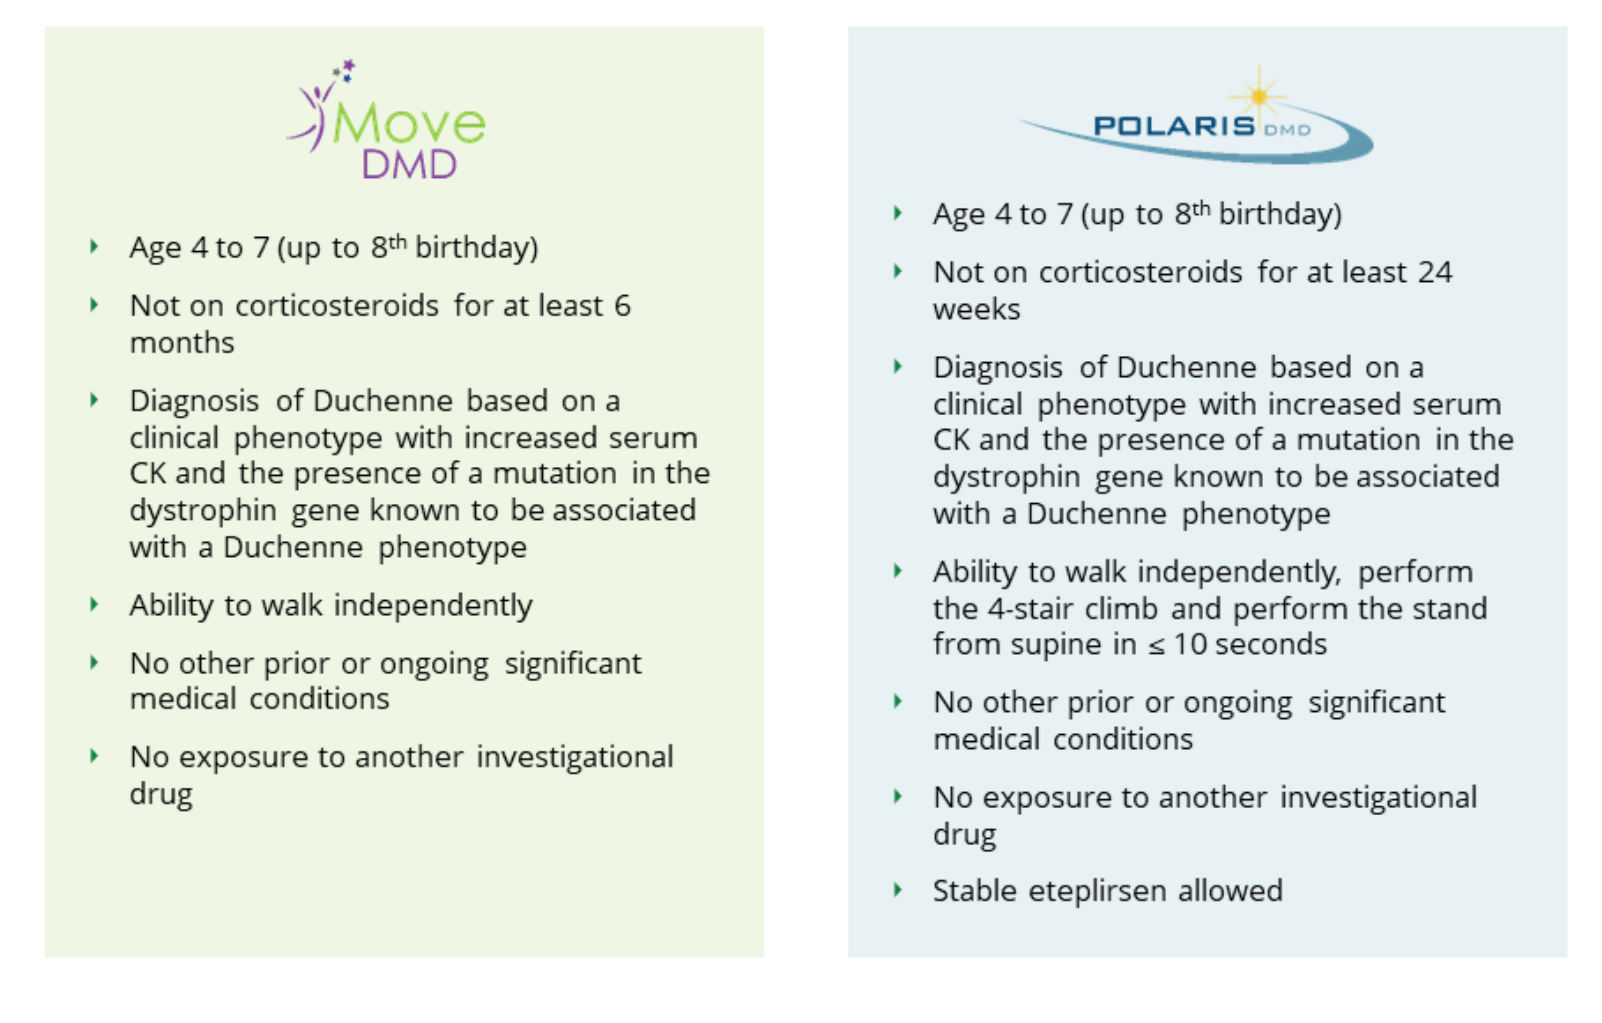 Move
DMD
Age 4 to 7 (up to 8th birthday)
Not on corticosteroids for at least 6
months
Diagnosis of Duchenne based on a
clinical phenotype with increased serum
CK and the presence of a mutation in the
dystrophin gene known to be associated
with a Duchenne phenotype
Ability to walk independently
No other prior or ongoing significant
medical conditions
No exposure to another investigational
drug
POLARIS DMD
Age 4 to 7 (up to 8th birthday)
Not on corticosteroids for at least 24
weeks
Diagnosis of Duchenne based on a
clinical phenotype with increased serum
CK and the presence of a mutation in the
dystrophin gene known to be associated
with a Duchenne phenotype
Ability to walk independently, perform
the 4-stair climb and perform the stand
from supine in ≤ 10 seconds
No other prior or ongoing significant
medical conditions
No exposure to another investigational
drug
Stable eteplirsen allowed